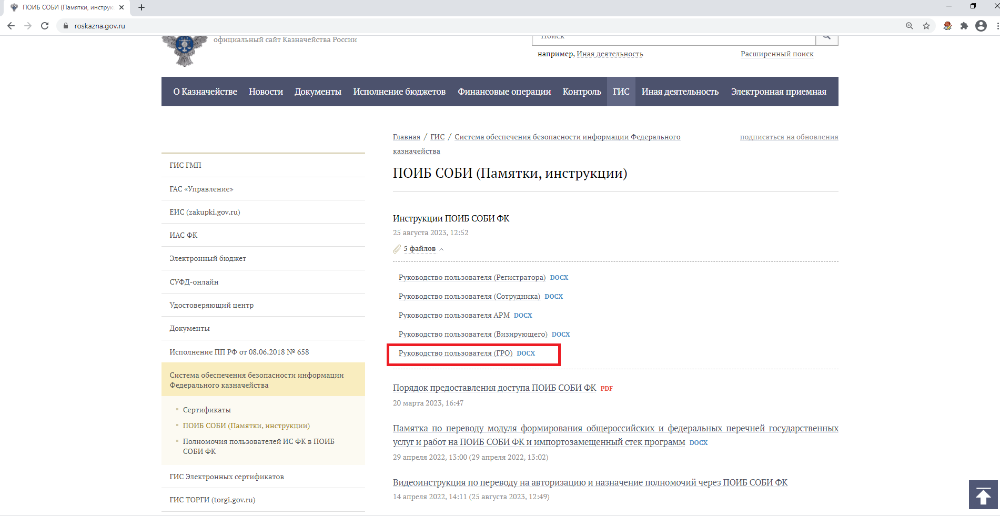 ПОИБ СОБИ (Памятки, инструк
roskazna.gov.ru
официальный сайт Казначейства России
Поиск
например, Иная деятельность
Расширенный поиск
О Казначействе Новости Документы Исполнение бюджетов Финансовые операции Контроль ГИС Иная деятельность Электронная приемная
Главная / ГИС / Система обеспечения безопасности информации Федерального
казначейства
подписаться на обновления
ПОИБ СОБИ (Памятки, инструкции)
ГИС ГМП
ГАС «Управление»
ЕИС (zakupki.gov.ru)
ИАС ФК
Электронный бюджет
СУФД-онлайн
Удостоверяющий центр
Документы
Исполнение ПП РФ от 08.06.2018 № 658
Система обеспечения безопасности информации
Федерального казначейства
Сертификаты
ПОИБ СОБИ (Памятки, инструкции)
Полномочия пользователей ИС ФК в ПОИБ
СОБИ ФК
ГИС Электронных сертификатов
ГИС ТОРГИ (torgi.gov.ru)
Инструкции ПОИБ СОБИ ФК
25 августа 2023, 12:52
5 файлов
Руководство пользователя (Регистратора) DOCX
Руководство пользователя (Сотрудника) DOCX
Руководство пользователя АРМ DOCX
Руководство пользователя (Визирующего) DOCX
Руководство пользователя (ГРО) DOCX
Порядок предоставления доступа ПОИБ СОБИ ФК PDF
20 марта 2023, 16:47
Памятка по переводу модуля формирования общероссийских и федеральных перечней государственных
услуг и работ на ПОИБ СОБИ ФК и импортозамещенный стек программ DOCX
29 апреля 2022, 13:00 (29 апреля 2022, 13:02)
Видеоинструкция по переводу на авторизацию и назначение полномочий через ПОИБ СОБИ ФК
14 апреля 2022, 14:11 (25 августа 2023, 12:49)